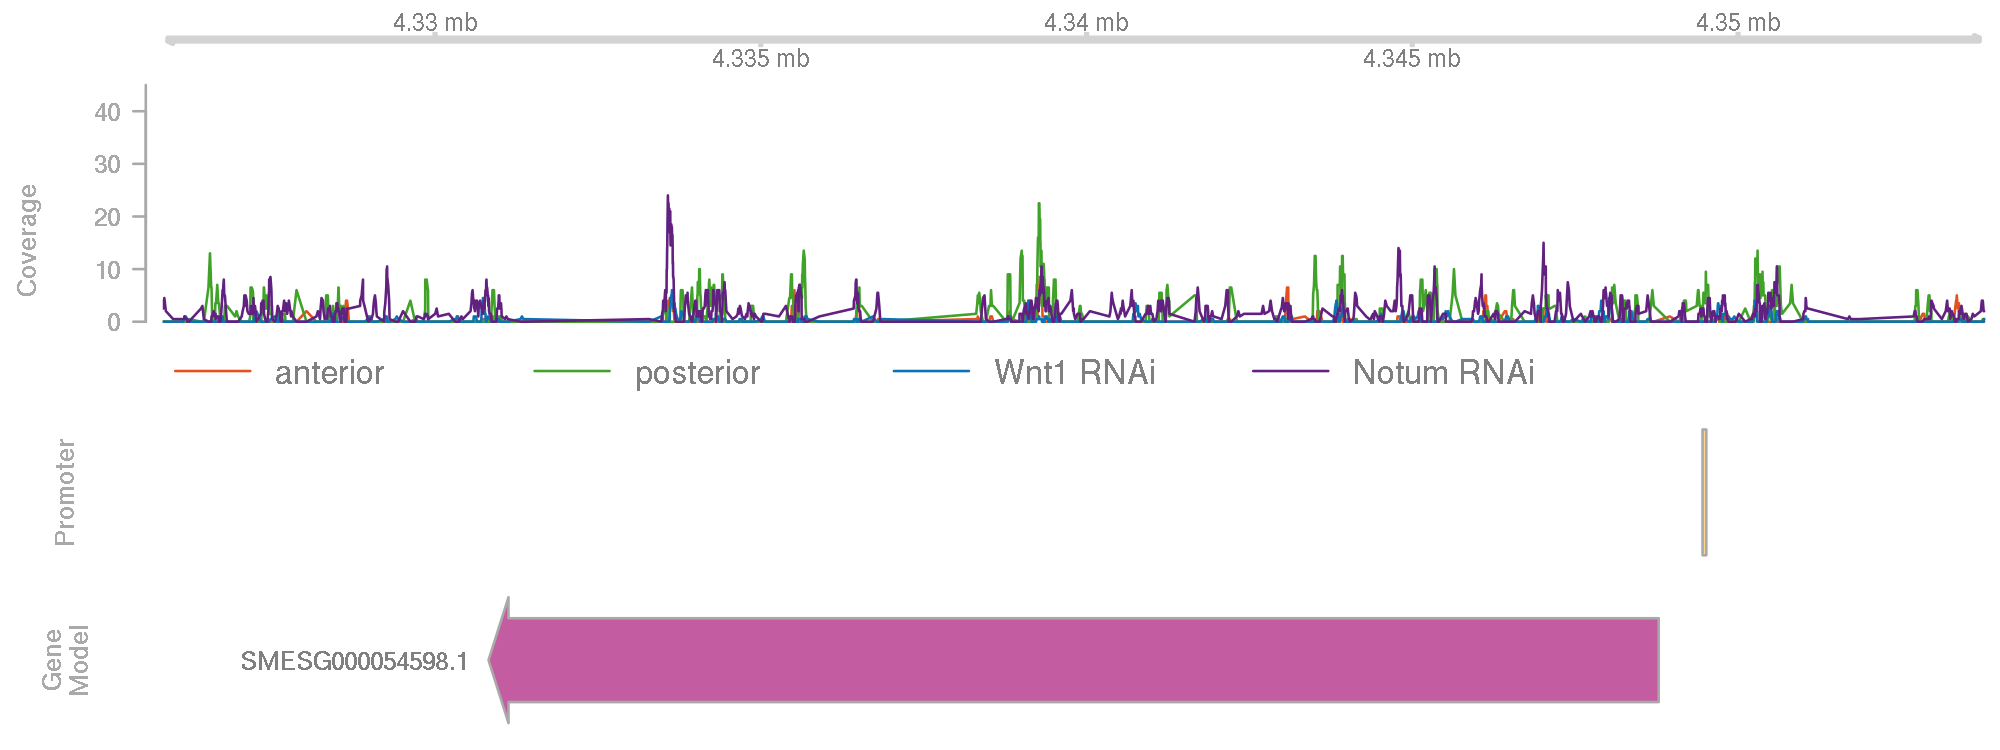 4.33 mb 4.34 mb 4.35 mb
4.335 mb 4.345 mb
40
30
20
10
0
Coverage
anterior posterior Wnt1 RNAi Notum RNAi
Promoter
Gene
Model
SMESG000054598.1